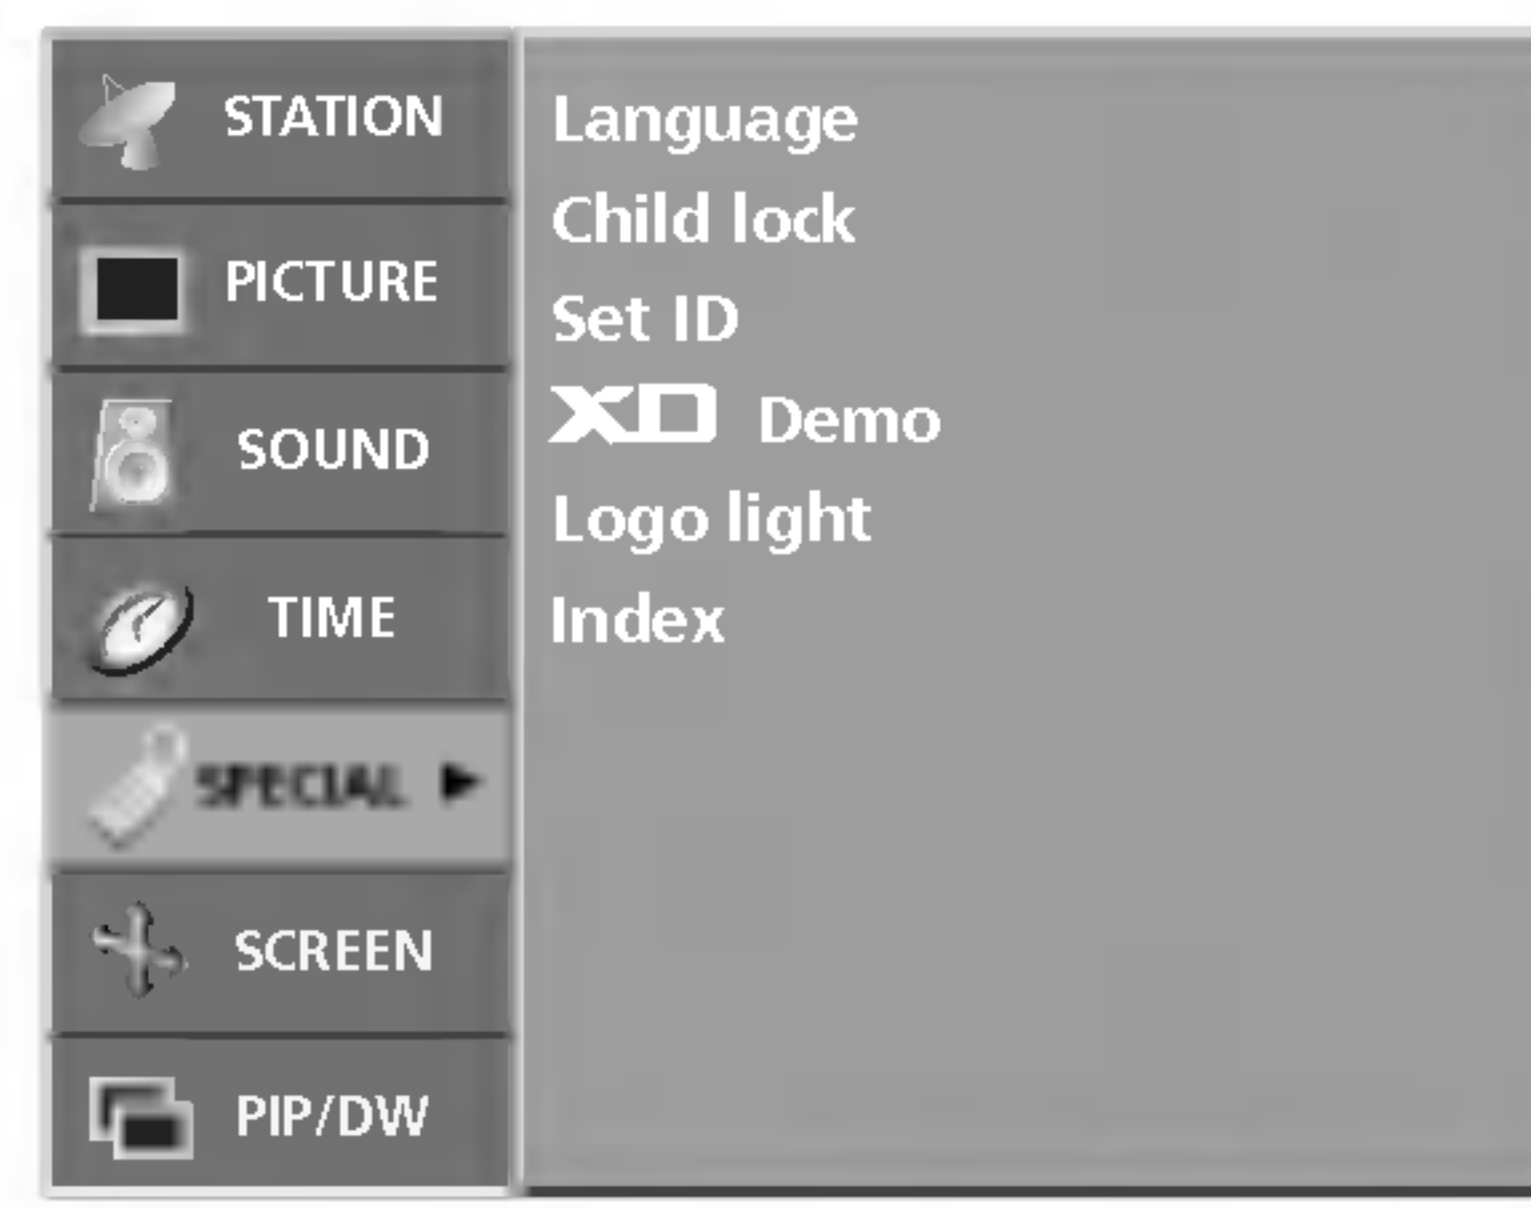 STATION
PICTURE
SOUND
TIME
SPECIAL ►
SCREEN
PIP/DW
Language
Child lock
Set ID
XD Demo
Logo light
Index